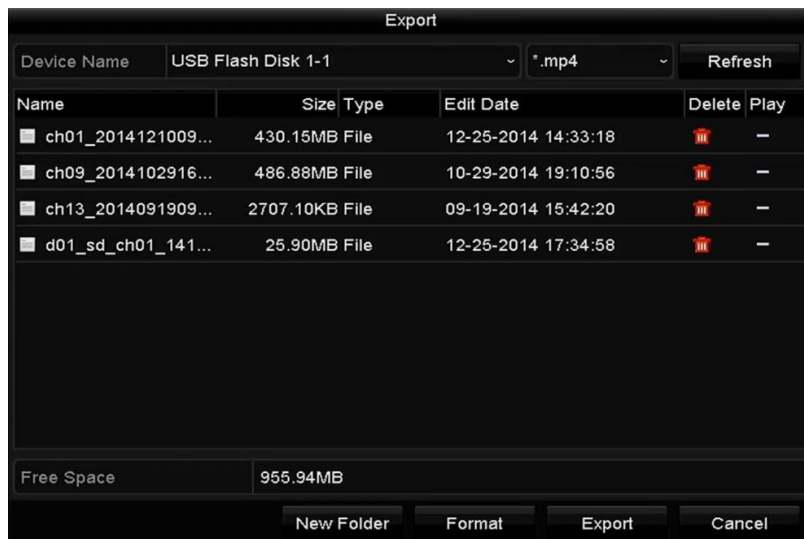 Export
Device Name USB Flash Disk 1-1 *.mp4 Refresh
Name Size Type Edit Date Delete Play
ch01_2014121009... 430.15MB File 12-25-2014 14:33:18
ch09_2014102916... 486.88MB File 10-29-2014 19:10:56
ch13_2014091909... 2707.10KB File 09-19-2014 15:42:20
d01_sd_ch01_141... 25.90MB File 12-25-2014 17:34:58
Free Space 955.94MB
New Folder Format Export Cancel